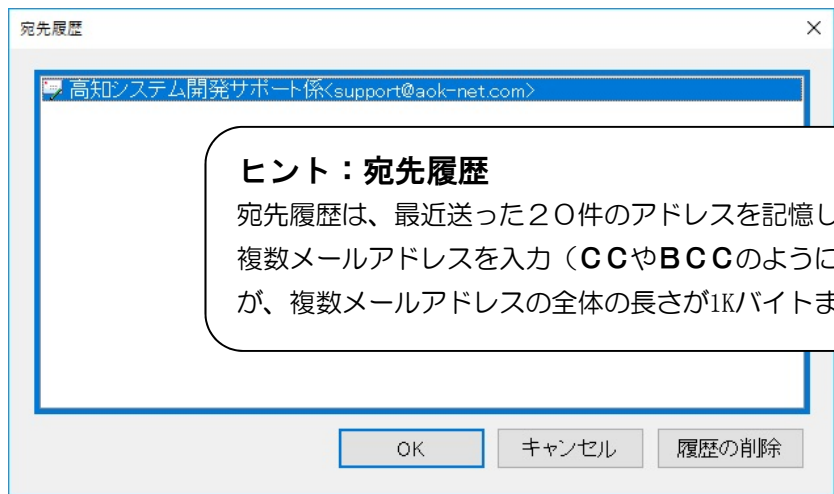 宛先履歴
高知システム開発サポート係<support@aok-net.com>
ヒント：宛先履歴
宛先履歴は、最近送った２０件のアドレスを記憶し
複数メールアドレスを入力（ＣＣやＢＣＣのように
が、複数メールアドレスの全体の長さが1Kバイトま
OK
キャンセル
履歴の削除